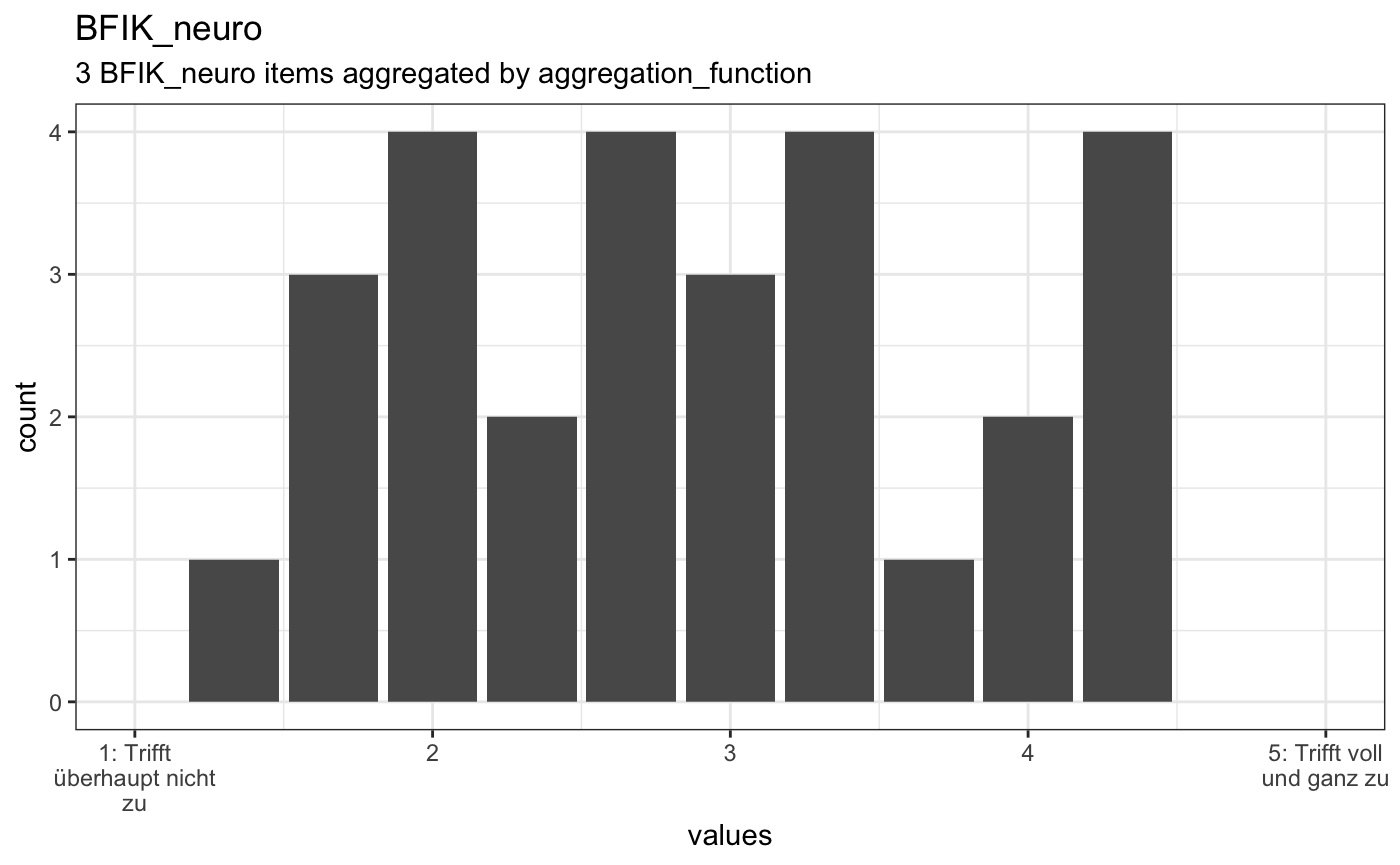 BFIK_neuro
3 BFIK_neuro items aggregated by aggregation_function
4
3
2
1
0
count
1: Trifft
überhaupt nicht
zu
2
3
4
5: Trifft voll
und ganz zu
values